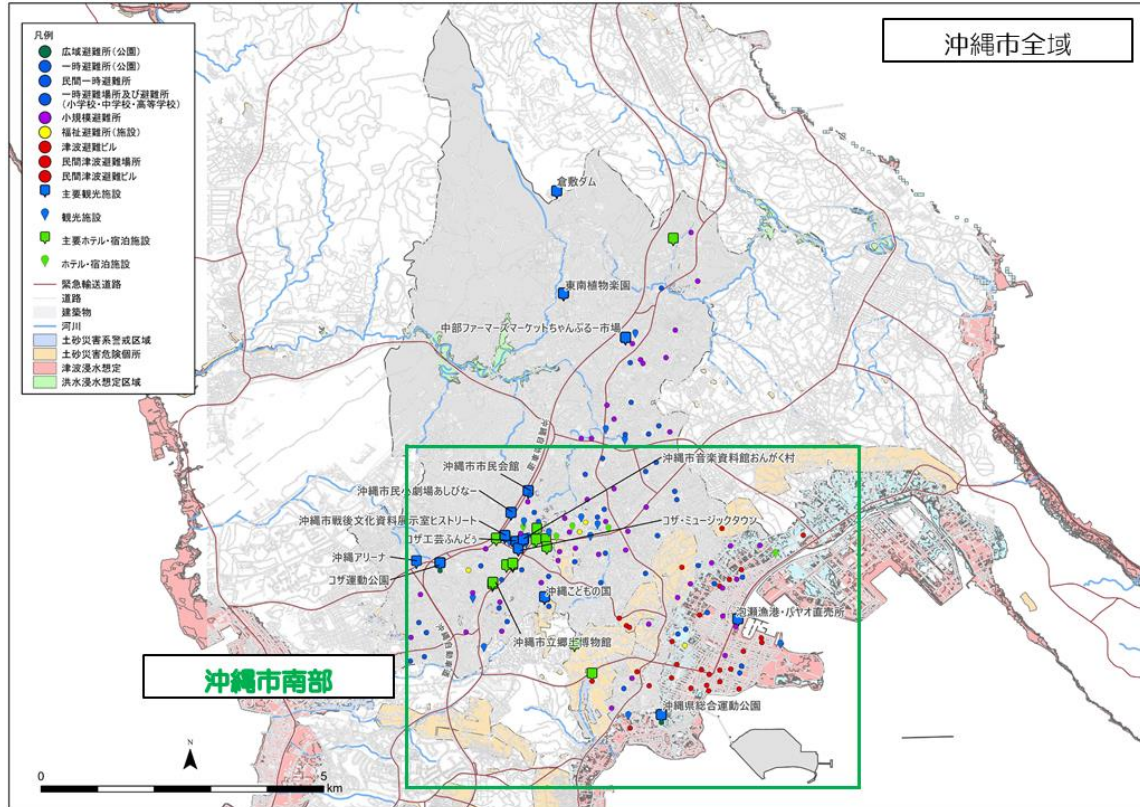 沖縄市全域
凡例
広域避難所(公園)
一時避難所(公園)
民間一時避難所
一時避難場所及び避難所
(小学校・中学校・高等学校)
小規模避難所
福祉避難所(施設)
津波避難ビル
民間津波避難場所
民間津波避難ビル
主要観光施設
観光施設
主要ホテル・宿泊施設
ホテル・宿泊施設
緊急輸送道路
道路
建築物
河川
土砂災害系警戒区域
土砂災害危険個所
津波浸水想定
洪水浸水想定区域
倉敷ダム
東南植物楽園
中部ファーマーズマーケットちゃんぷるー市場
沖縄自動車道
沖縄市音楽資料館おんがく村
沖縄市市民会館
沖縄市民小劇場あしびなー
沖縄市戦後文化資料展示室ヒストリート
コザ・ミュージックタウン
コザ工芸ふんどぅ
沖縄アリーナ
コザ運動公園
沖縄こどもの国
泡瀬漁港・パヤオ直売所
沖縄市立郷土博物館
沖縄自動車道
沖縄市南部
沖縄県総合運動公園
N
0 5
km